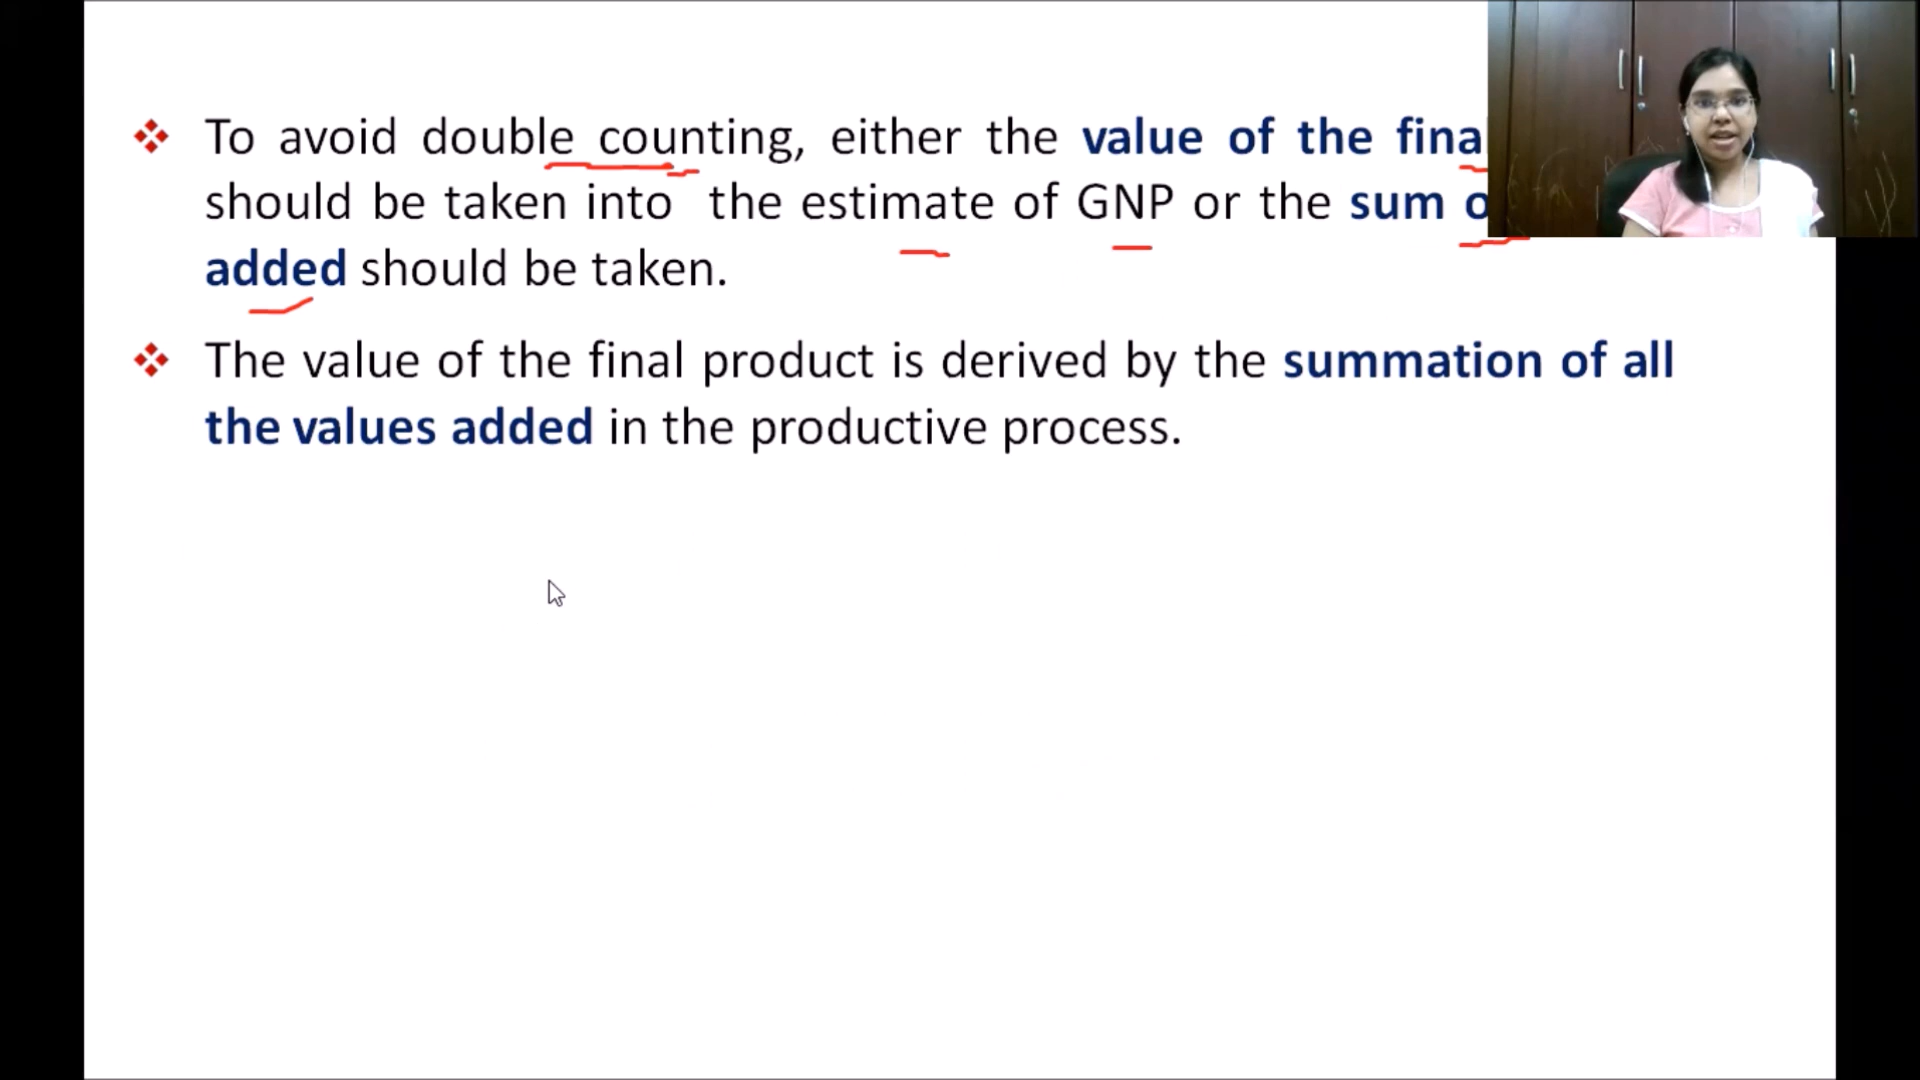 To avoid double counting, either the value of the final
should be taken into the estimate of GNP or the sum
added should be taken.
The value of the final product is derived by the summation of all
the values added in the productive process.